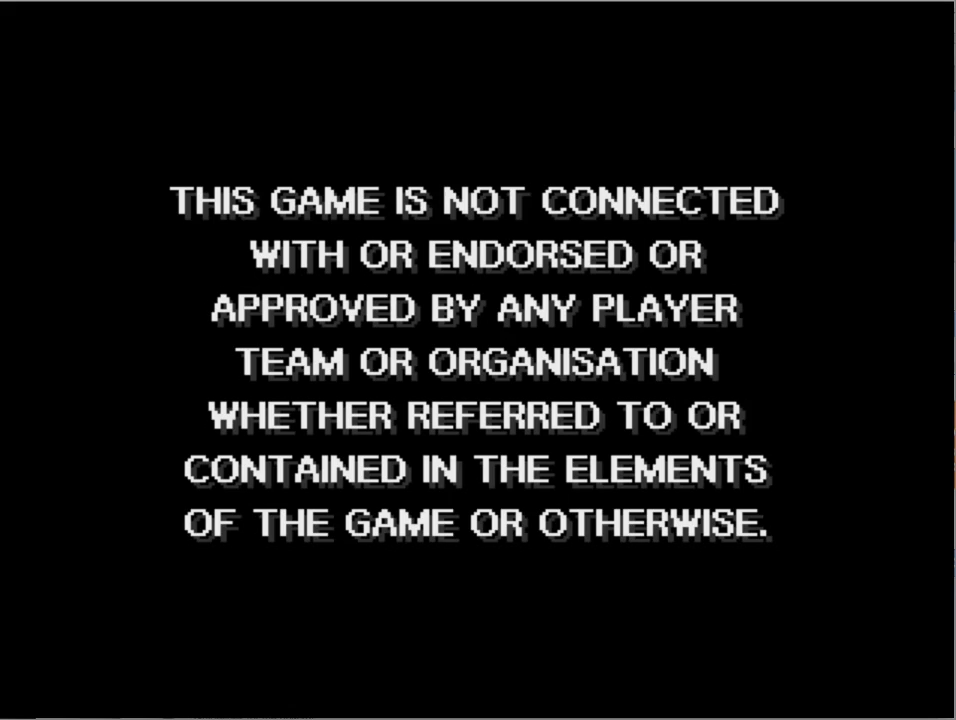 THIS GAME IS NOT CONNECTED
WITH OR ENDORSED OR
APPROVED BY ANY PLAYER
TEAM OR ORGANISATION
WHETHER REFERRED TO OR
CONTAINED IN THE ELEMENTS
OF THE GAME OR OTHERWISE.